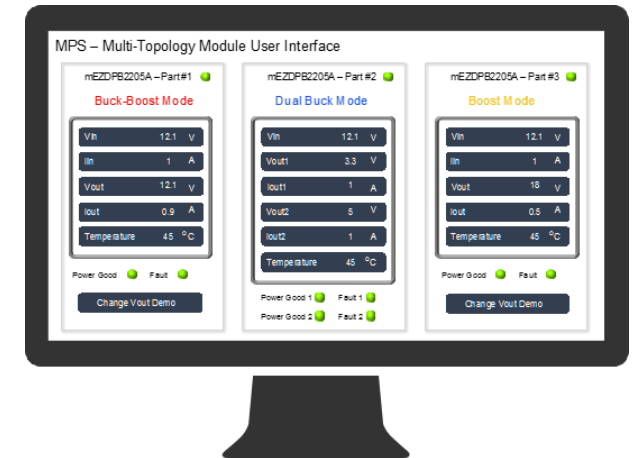 MPS – Multi-Topology Module User Interface
mEZDPB2205A – Part #1
Buck-Boost Mode
Vin 12.1 V
Iin 1 A
Vout 12.1 V
Iout 0.9 A
Temperature 45 °C
Power Good Fault
Change Vout Demo
mEZDPB2205A – Part #2
Dual Buck Mode
Vin 12.1 V
Vout1 3.3 V
Iout1 1 A
Vout2 5 V
Iout2 1 A
Temperature 45 °C
Power Good 1 Fault 1
Power Good 2 Fault 2
mEZDPB2205A – Part #3
Boost Mode
Vin 12.1 V
Iin 1 A
Vout 18 V
Iout 0.5 A
Temperature 45 °C
Power Good Fault
Change Vout Demo